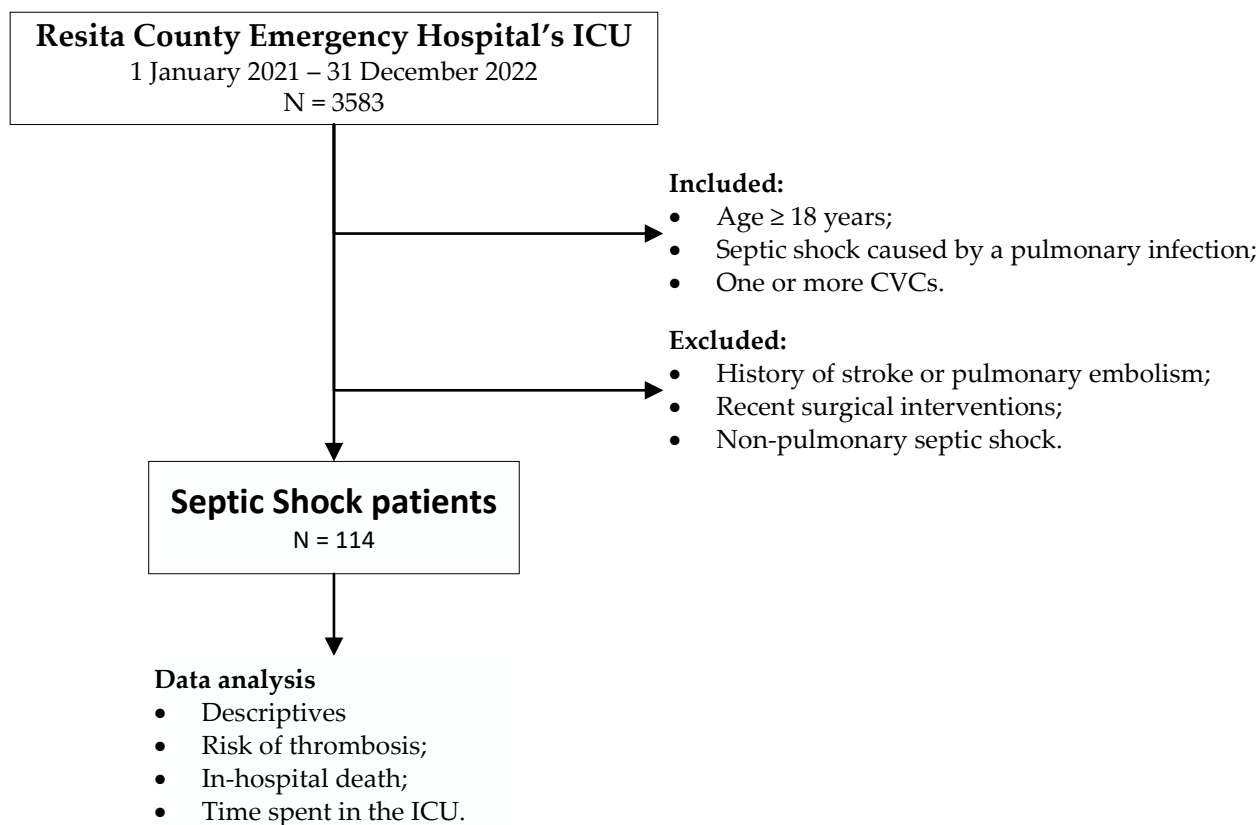 Resita County Emergency Hospital's ICU
1 January 2021 – 31 December 2022
N = 3583
Included:
• Age ≥ 18 years;
• Septic shock caused by a pulmonary infection;
• One or more CVCs.
Excluded:
• History of stroke or pulmonary embolism;
• Recent surgical interventions;
• Non-pulmonary septic shock.
Septic Shock patients
N = 114
Data analysis
• Descriptives
• Risk of thrombosis;
• In-hospital death;
• Time spent in the ICU.